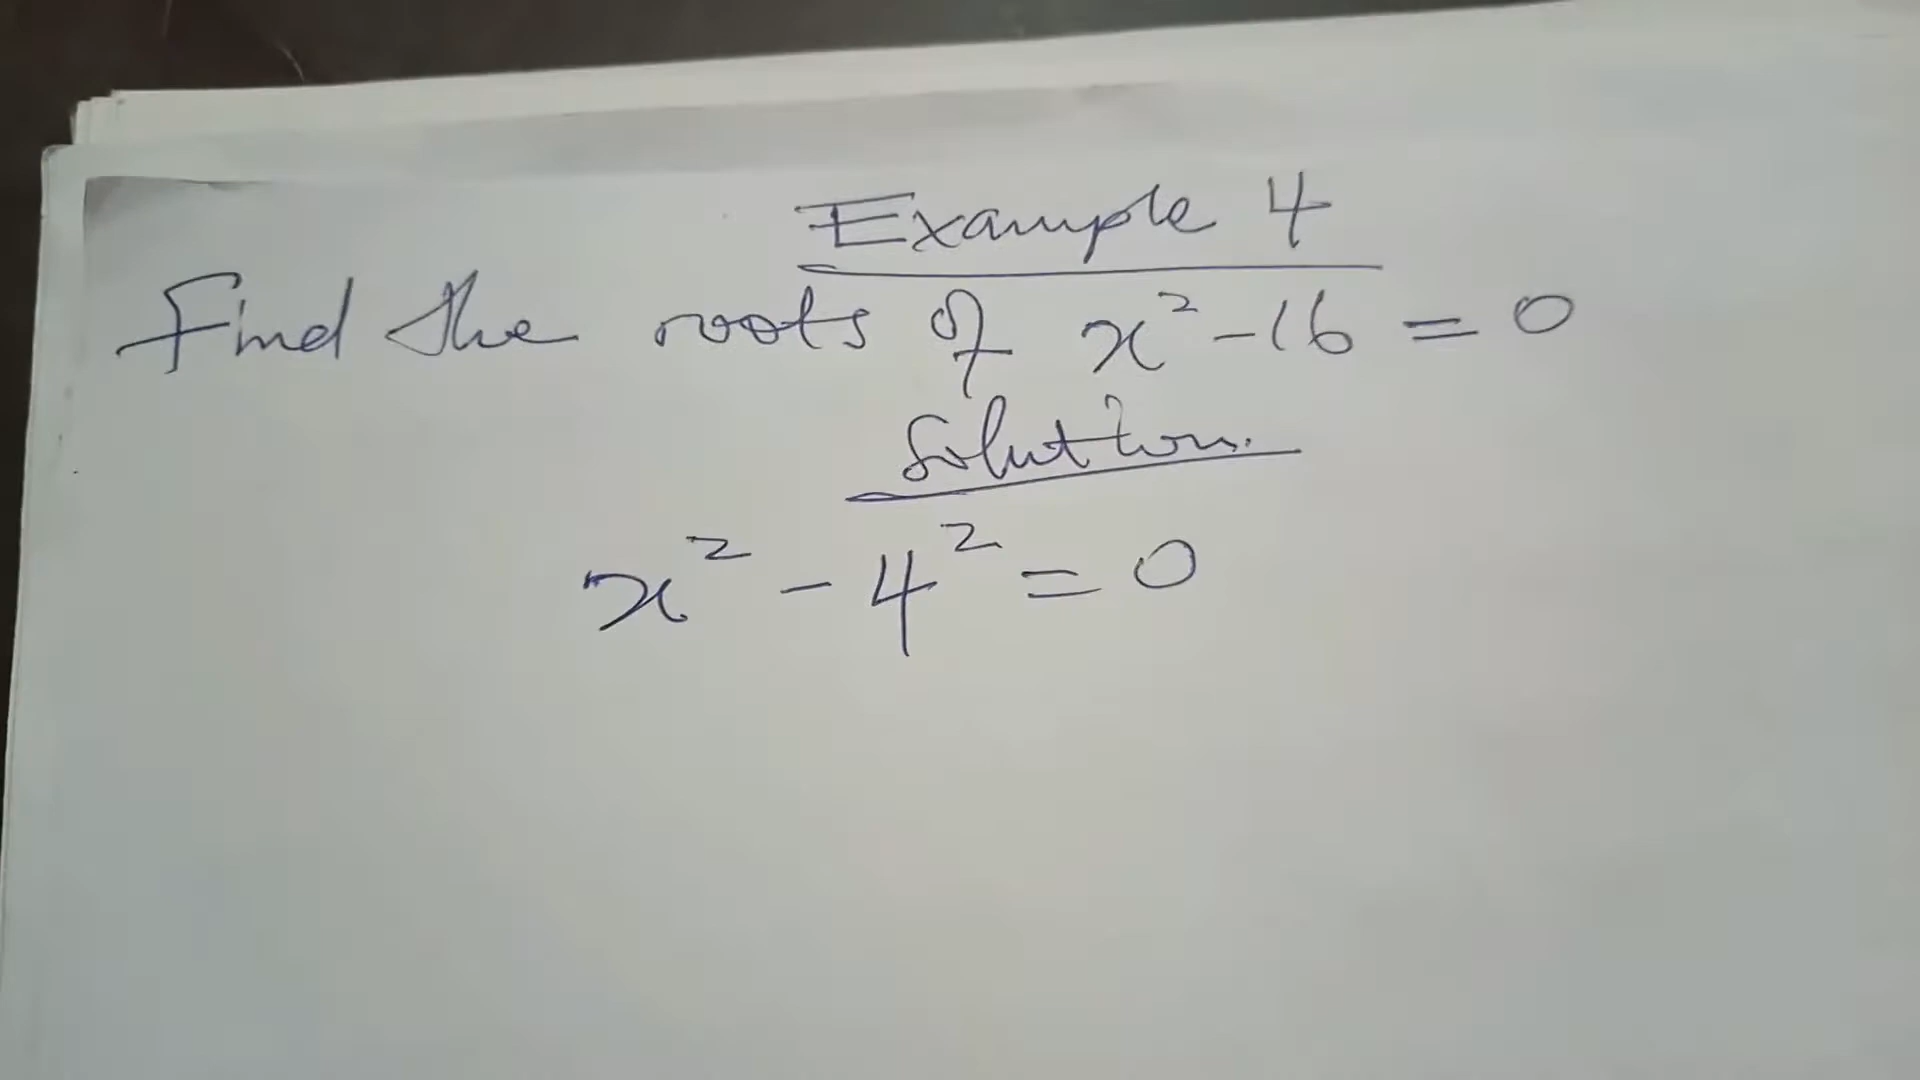 Example 4
Find the roots of x² - 16 = 0
Solution.
x² - 4² = 0